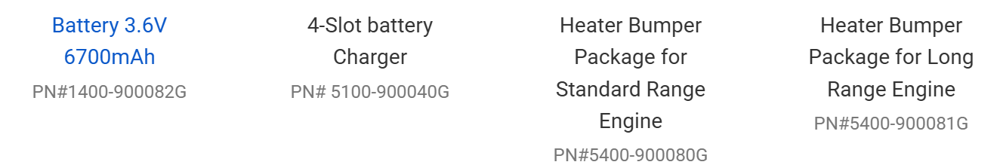 Battery 3.6V
6700mAh
PN#1400-900082G
4-Slot battery
Charger
PN# 5100-900040G
Heater Bumper
Package for
Standard Range
Engine
PN#5400-900080G
Heater Bumper
Package for Long
Range Engine
PN#5400-900081G